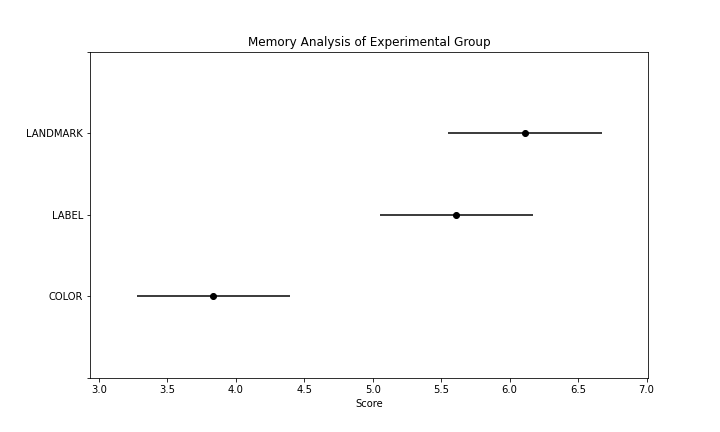 Memory Analysis of Experimental Group
LANDMARK
LABEL
COLOR
3.0 3.5 4.0 4.5 5.0 5.5 6.0 6.5 7.0
Score